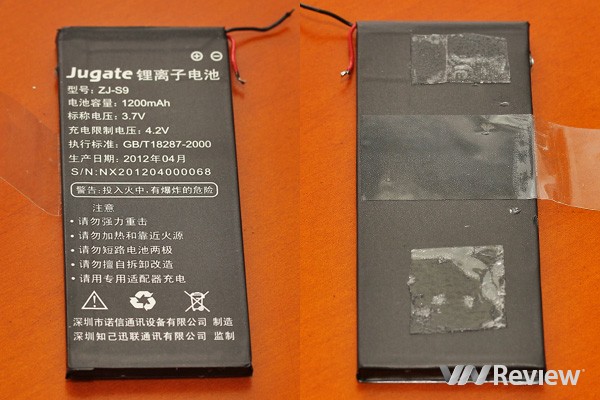 Jugate 锂离子电池
型号: ZJ-S9
电池容量: 1200mAh
标称电压: 3.7V
充电限制电压: 4.2V
执行标准: GB/T18287-2000
生产日期: 2012年04月
S/N:NX201204000068
警告: 投入火中, 有爆炸的危险
注意
• 请勿强力重击
• 请勿加热和靠近火源
• 请勿短路电池两极
• 请勿擅自拆卸改造
• 请用专用适配器充电
深圳市诺信通讯设备有限公司 制造
深圳知己迅联通讯有限公司 监制
VnReview